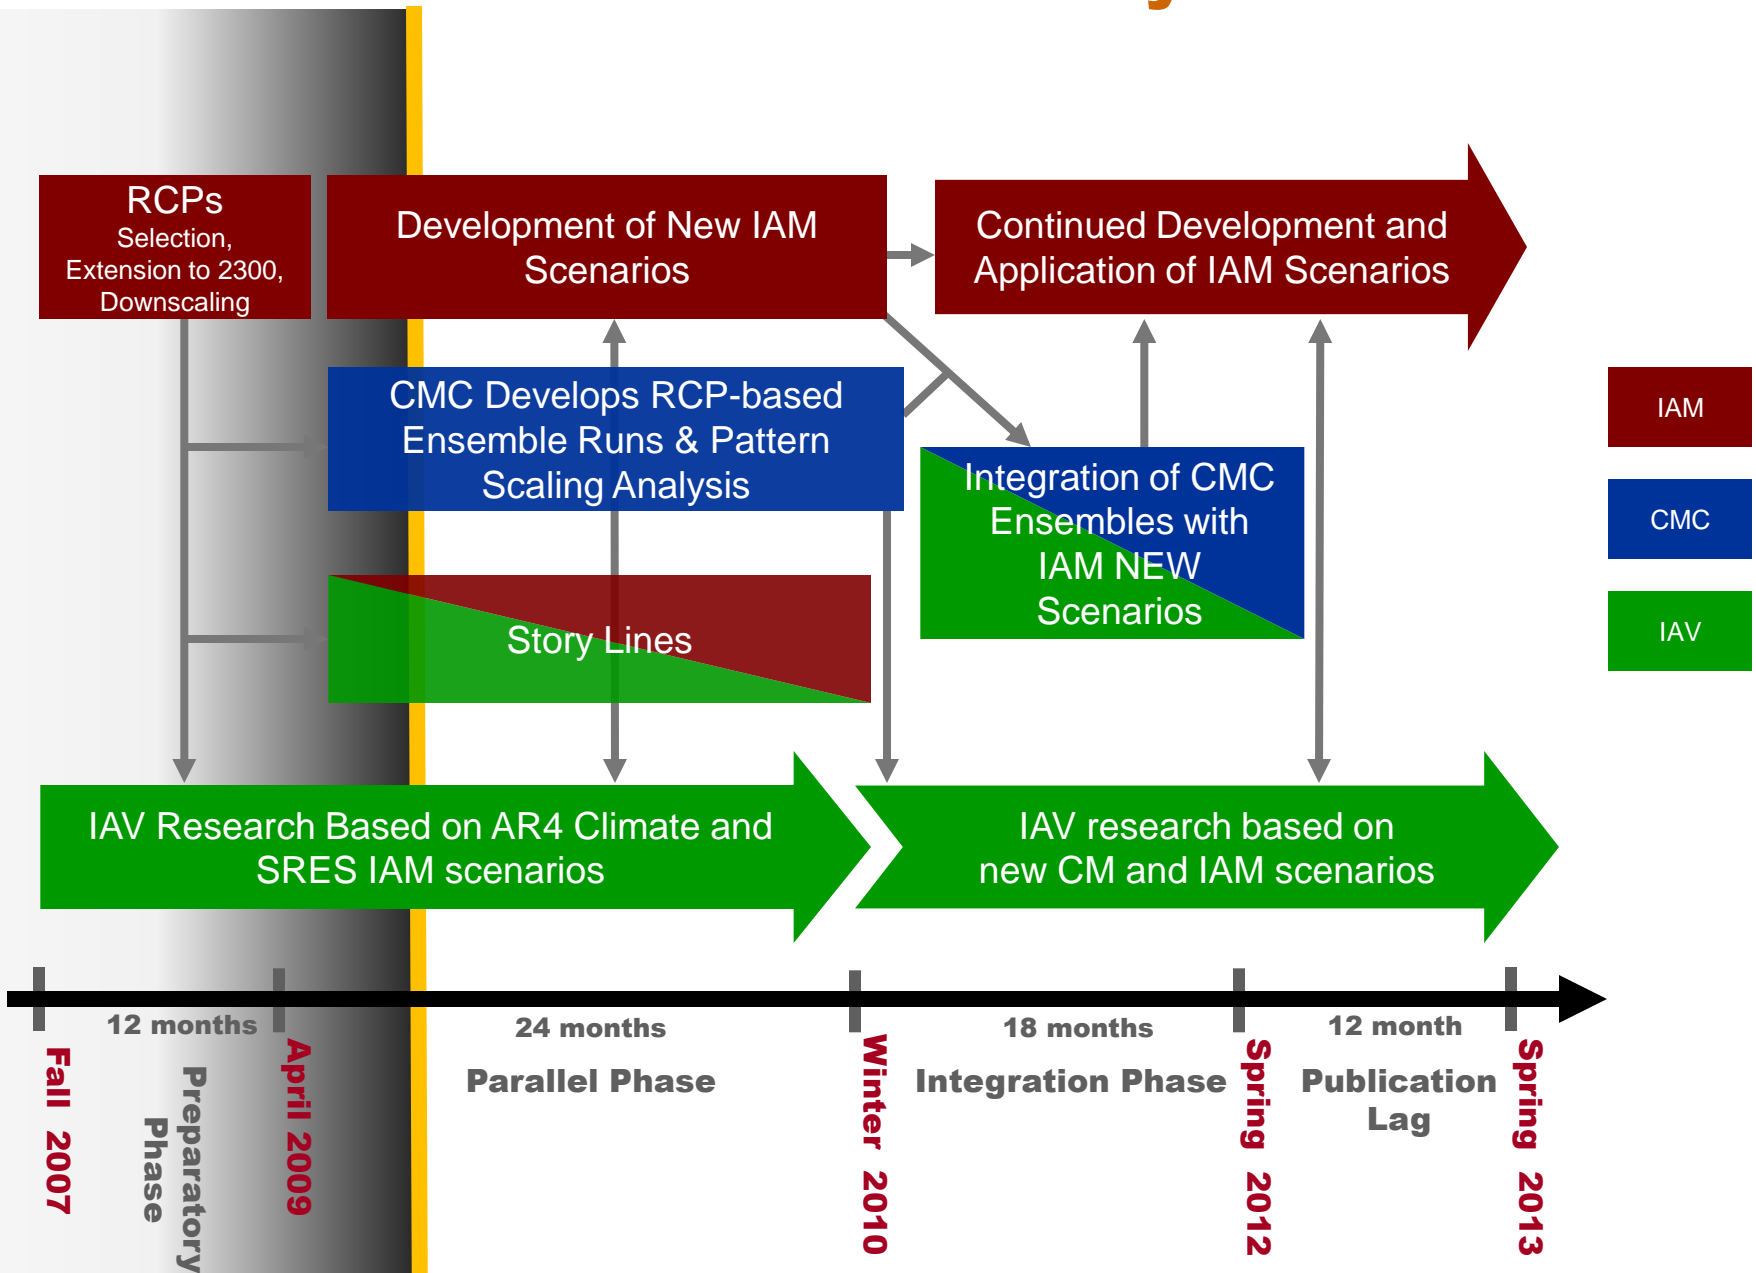 RCPs
Selection,
Extension to 2300,
Downscaling
Development of New IAM
Scenarios
Continued Development and
Application of IAM Scenarios
CMC Develops RCP-based
Ensemble Runs & Pattern
Scaling Analysis
Integration of CMC
Ensembles with
IAM NEW
Scenarios
Story Lines
IAM
CMC
IAV
IAV Research Based on AR4 Climate and
SRES IAM scenarios
IAV research based on
new CM and IAM scenarios
12 months
24 months
18 months
12 month
Fall 2007
Preparatory
Phase
April 2009
Parallel Phase
Winter 2010
Integration Phase
Spring 2012
Publication
Lag
Spring 2013